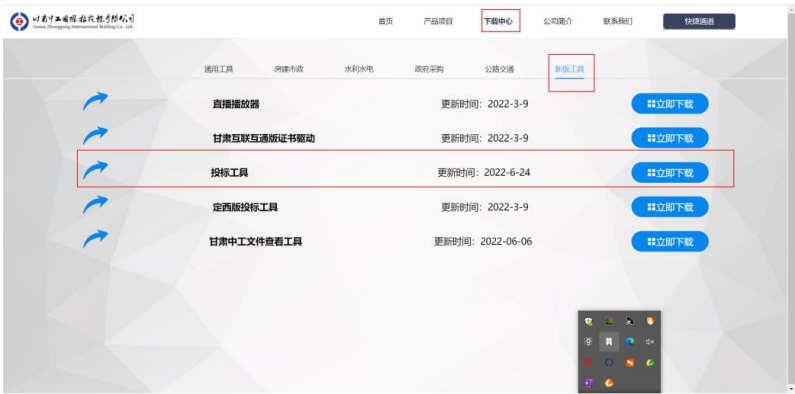 甘肃中工国际招投标有限公司
Gansu Zhonggong International Bidding Co., Ltd.
首页 产品项目 下载中心 公司简介 联系我们 快捷通道
通用工具 房建市政 水利水电 政府采购 公路交通 新版工具
直播播放器 更新时间：2022-3-9 立即下载
甘肃互联互通版证书驱动 更新时间：2022-3-9 立即下载
投标工具 更新时间：2022-6-24 立即下载
定西版投标工具 更新时间：2022-3-9 立即下载
甘肃中工文件查看工具 更新时间：2022-06-06 立即下载